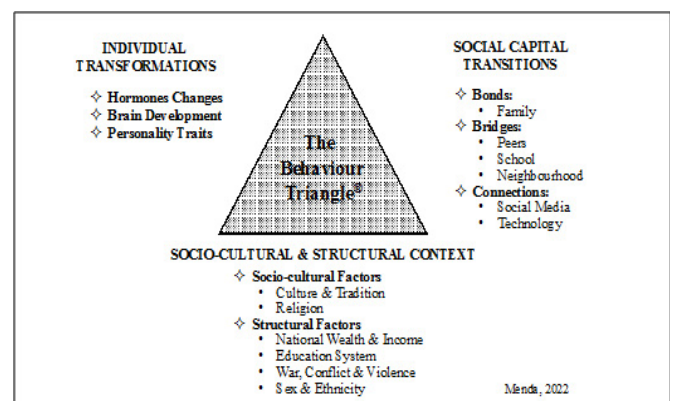 INDIVIDUAL
TRANSFORMATIONS
✧ Hormones Changes
✧ Brain Development
✧ Personality Traits
The
Behaviour
Triangle©
SOCIAL CAPITAL
TRANSITIONS
✧ Bonds:
• Family
✧ Bridges:
• Peers
• School
• Neighbourhood
✧ Connections:
• Social Media
• Technology
SOCIO-CULTURAL & STRUCTURAL CONTEXT
✧ Socio-cultural Factors
• Culture & Tradition
• Religion
✧ Structural Factors
• National Wealth & Income
• Education System
• War, Conflict & Violence
• Sex & Ethnicity
Menda, 2022